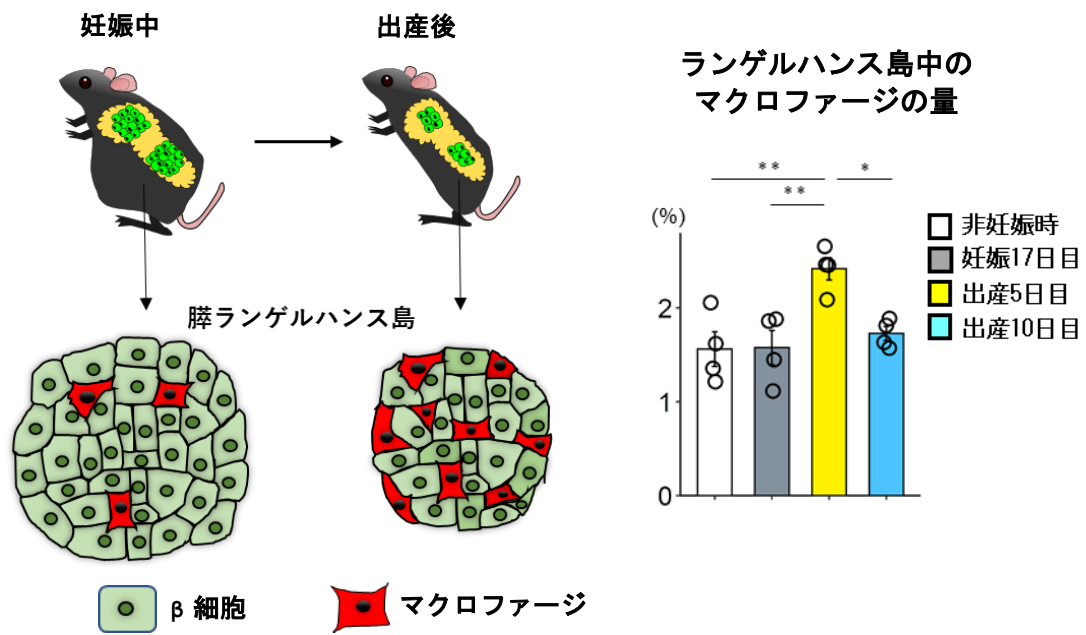 妊娠中
出産後
膵ランゲルハンス島
β 細胞
マクロファージ
ランゲルハンス島中の
マクロファージの量
** *
**
(%)
2
1
0
非妊娠時
妊娠17日目
出産5日目
出産10日目